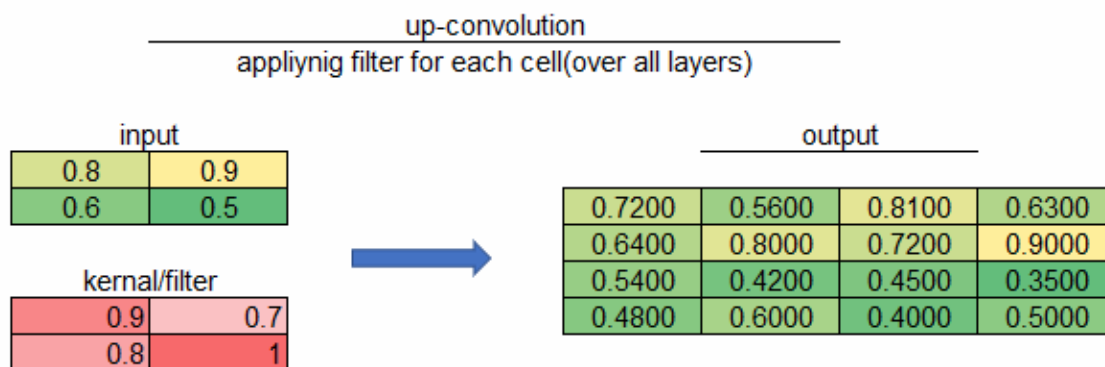 up-convolution
appliynig filter for each cell(over all layers)
input
0.8 0.9
0.6 0.5
kernal/filter
0.9 0.7
0.8 1
output
0.7200 0.5600 0.8100 0.6300
0.6400 0.8000 0.7200 0.9000
0.5400 0.4200 0.4500 0.3500
0.4800 0.6000 0.4000 0.5000